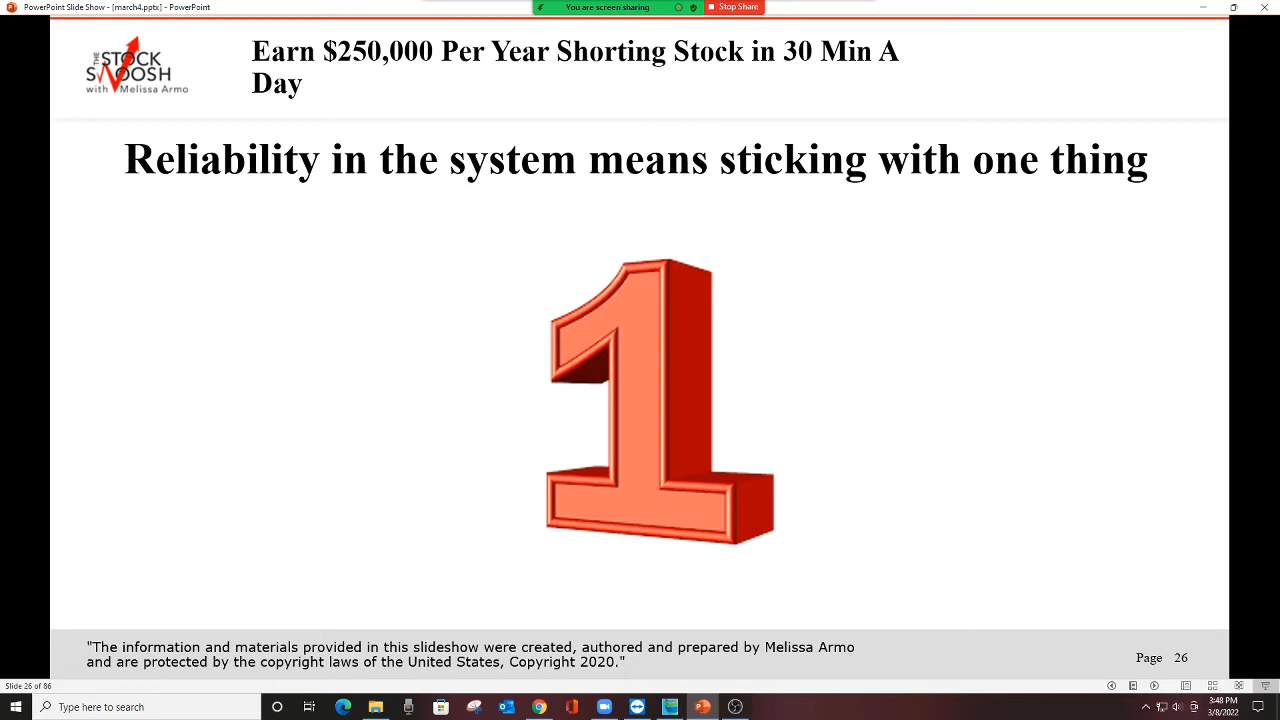 PowerPoint Slide Show - [march4.pptx] - PowerPoint
You are screen sharing
Stop Share
THE
STOCK
SWOOSH
with Melissa Armo
Earn $250,000 Per Year Shorting Stock in 30 Min A
Day
Reliability in the system means sticking with one thing
1
"The information and materials provided in this slideshow were created, authored and prepared by Melissa Armo
and are protected by the copyright laws of the United States, Copyright 2020."
Page 26
Slide 26 of 86
Type here to search
3:48 PM
3/8/2022